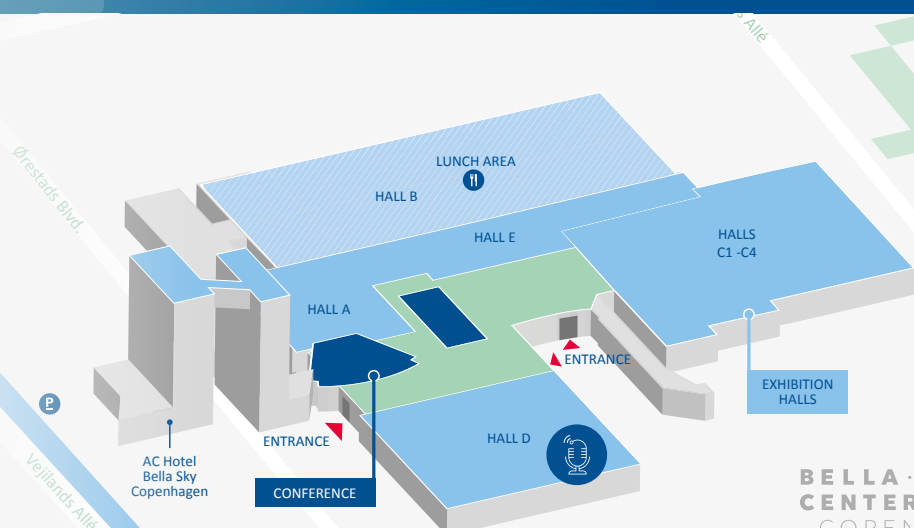 s Allé
Ørestads Blvd.
LUNCH AREA
HALL B
HALL E
HALLS
C1 -C4
HALL A
ENTRANCE
EXHIBITION
HALLS
P
HALL D
ENTRANCE
AC Hotel
Bella Sky
Copenhagen
CONFERENCE
Vejlands Allé
BELLA ·
CENTER
COPEN